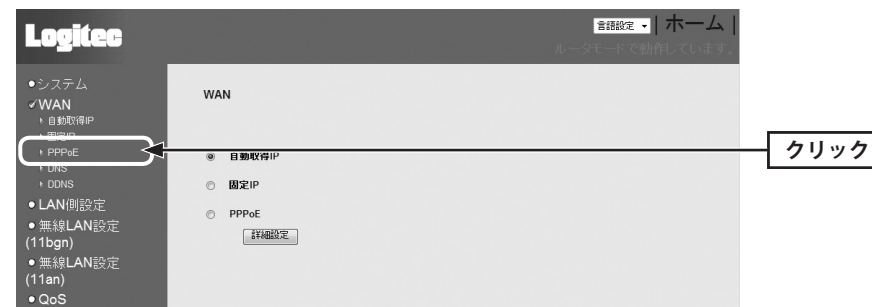 Logitec
言語設定 | ホーム |
ルータモードで動作しています。
●システム
✓WAN
自動取得IP
固定IP
PPPoE
DNS
DDNS
●LAN側設定
●無線LAN設定
(11bgn)
●無線LAN設定
(11an)
●QoS
WAN
自動取得IP
固定IP
PPPoE
詳細設定
クリック